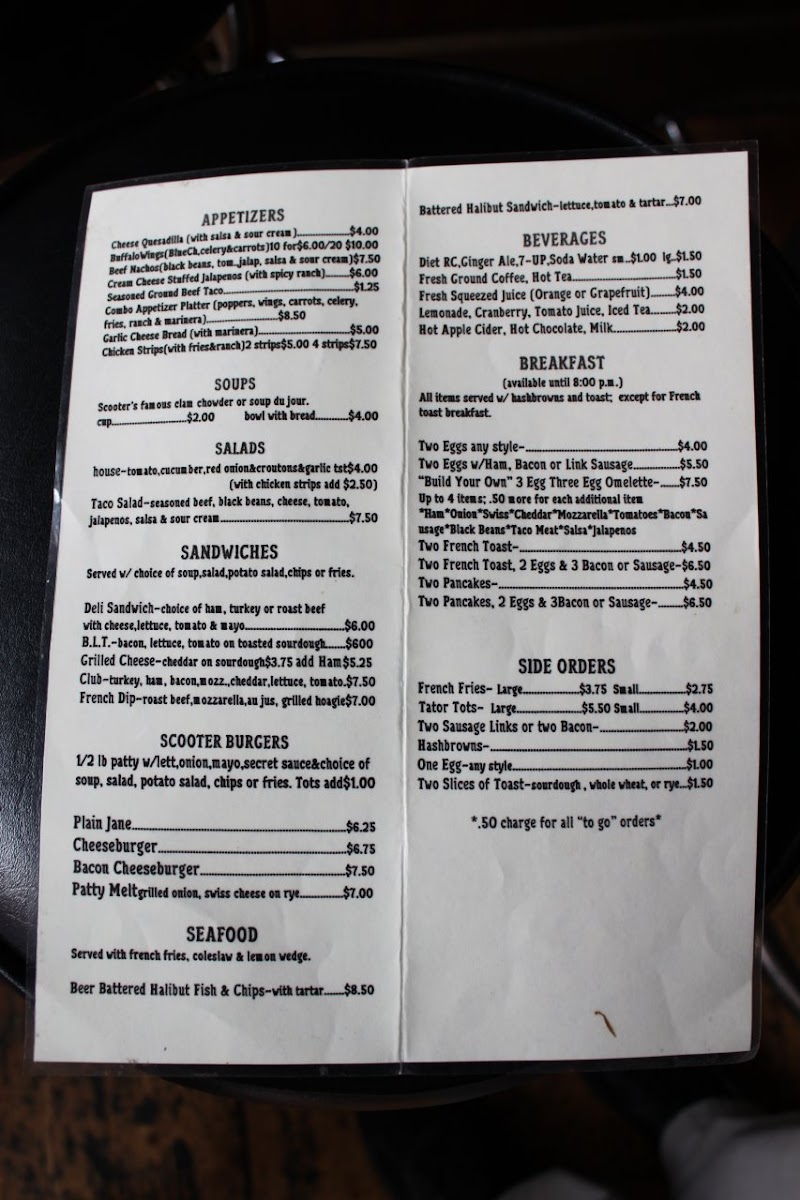 APPETIZERS
Cheese Quesadilla (with salsa & sour cream)..............$4.00
BuffaloWings(BlueCh,celery&carrots)10 for$6.00/20 $10.00
Beef Nachos(black beans, tom.,jalap, salsa & sour cream)$7.50
Cream Cheese Stuffed Jalapenos (with spicy ranch)........$6.00
Seasoned Ground Beef Taco........................................$1.25
Combo Appetizer Platter (poppers, wings, carrots, celery,
fries, ranch & marinera)......................$8.50
Garlic Cheese Bread (with marinera)...........................$5.00
Chicken Strips(with fries&ranch)2 strips$5.00 4 strips$7.50
SOUPS
Scooter's famous clam chowder or soup du jour.
cup.........................$2.00 bowl with bread...........$4.00
SALADS
house-tomato,cucumber,red onion&croutons&garlic tst$4.00
(with chicken strips add $2.50)
Taco Salad-seasoned beef, black beans, cheese, tomato,
jalapenos, salsa & sour cream.......................................$7.50
SANDWICHES
Served w/ choice of soup,salad,potato salad,chips or fries.
Deli Sandwich-choice of ham, turkey or roast beef
with cheese,lettuce, tomato & mayo..............................$6.00
B.L.T.-bacon, lettuce, tomato on toasted sourdough......$600
Grilled Cheese-cheddar on sourdough$3.75 add Ham$5.25
Club-turkey, ham, bacon,mozz.,cheddar,lettuce, tomato.$7.50
French Dip-roast beef,mozzarella,au jus, grilled hoagie$7.00
SCOOTER BURGERS
1/2 lb patty w/lett,onion,mayo,secret sauce&choice of
soup, salad, potato salad, chips or fries. Tots add$1.00
Plain Jane.................................................................$6.25
Cheeseburger...........................................................$6.75
Bacon Cheeseburger.............................................$7.50
Patty Meltgrilled onion, swiss cheese on rye.............$7.00
SEAFOOD
Served with french fries, coleslaw & lemon wedge.
Beer Battered Halibut Fish & Chips-with tartar......$8.50
Battered Halibut Sandwich-lettuce,tomato & tartar..$7.00
BEVERAGES
Diet RC,Ginger Ale,7-UP,Soda Water sm..$1.00 lg..$1.50
Fresh Ground Coffee, Hot Tea................................$1.50
Fresh Squeezed Juice (Orange or Grapefruit)........$4.00
Lemonade, Cranberry, Tomato Juice, Iced Tea........$2.00
Hot Apple Cider, Hot Chocolate, Milk.....................$2.00
BREAKFAST
(available until 8:00 p.m.)
All items served w/ hashbrowns and toast; except for French
toast breakfast.
Two Eggs any style-..................................................$4.00
Two Eggs w/Ham, Bacon or Link Sausage...............$5.50
"Build Your Own" 3 Egg Three Egg Omelette-......$7.50
Up to 4 items; .50 more for each additional item
*Ham*Onion*Swiss*Cheddar*Mozzarella*Tomatoes*Bacon*Sa
usage*Black Beans*Taco Meat*Salsa*Jalapenos
Two French Toast-.....................................................$4.50
Two French Toast, 2 Eggs & 3 Bacon or Sausage-$6.50
Two Pancakes-...........................................................$4.50
Two Pancakes, 2 Eggs & 3Bacon or Sausage-........$6.50
SIDE ORDERS
French Fries- Large..................$3.75 Small...............$2.75
Tator Tots- Large.....................$5.50 Small..............$4.00
Two Sausage Links or two Bacon-...........................$2.00
Hashbrowns-..............................................................$1.50
One Egg-any style........................................................$1.00
Two Slices of Toast-sourdough , whole wheat, or rye...$1.50
*.50 charge for all "to go" orders*